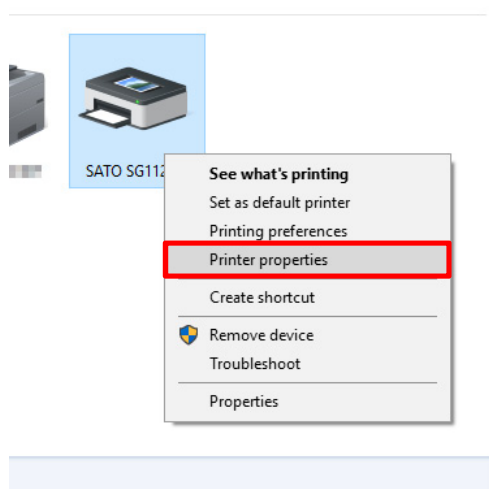 SATO SG112
See what's printing
Set as default printer
Printing preferences
Printer properties
Create shortcut
Remove device
Troubleshoot
Properties